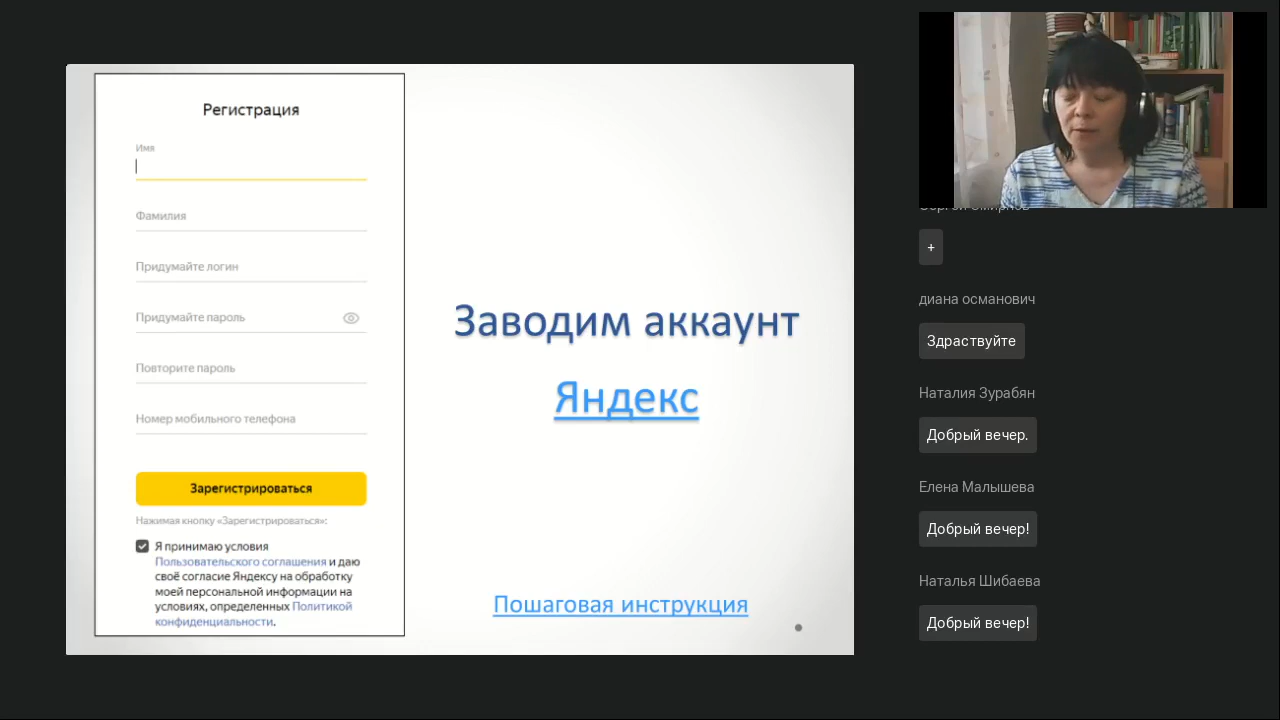 Регистрация
Имя
Фамилия
Придумайте логин
Придумайте пароль
Повторите пароль
Номер мобильного телефона
Зарегистрироваться
Нажимая кнопку «Зарегистрироваться»:
Я принимаю условия
Пользовательского соглашения и даю
своё согласие Яндексу на обработку
моей персональной информации на
условиях, определенных Политикой
конфиденциальности.
Заводим аккаунт
Яндекс
Пошаговая инструкция
Сергей Смирнов
+
диана османович
Здраствуйте
Наталия Зурабян
Добрый вечер.
Елена Малышева
Добрый вечер!
Наталья Шибаева
Добрый вечер!